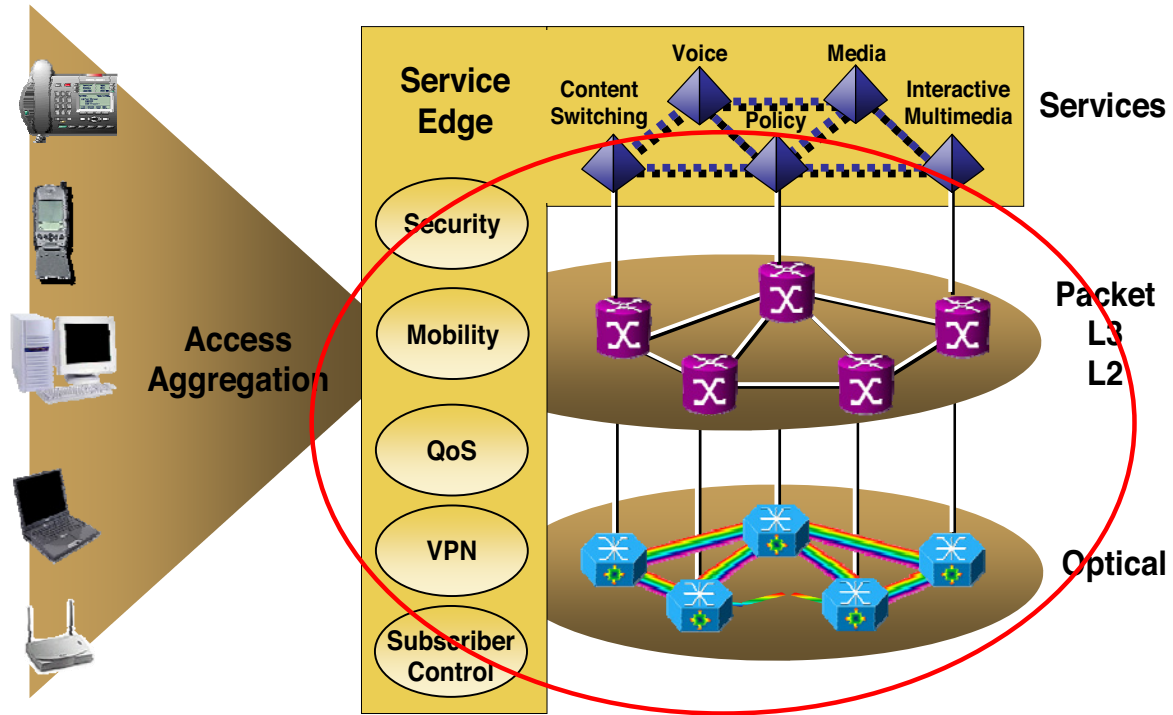 Access
Aggregation
Service
Edge
Security
Mobility
QoS
VPN
Subscriber
Control
Voice
Media
Content
Switching
Policy
Interactive
Multimedia
Services
Packet
L3
L2
Optical